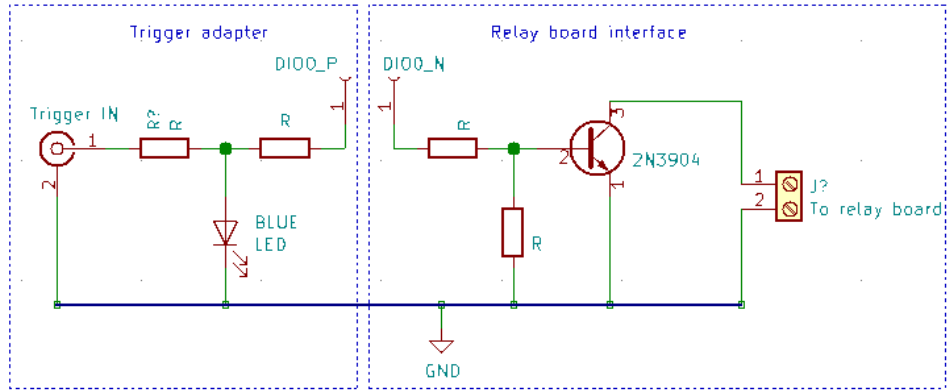 Trigger adapter
Relay board interface
DIO0_P
DIO0_N
Trigger IN
1
2
R?
R
R
1
1
R
2
3
1
2N3904
R
BLUE
LED
1
2
J?
To relay board
GND